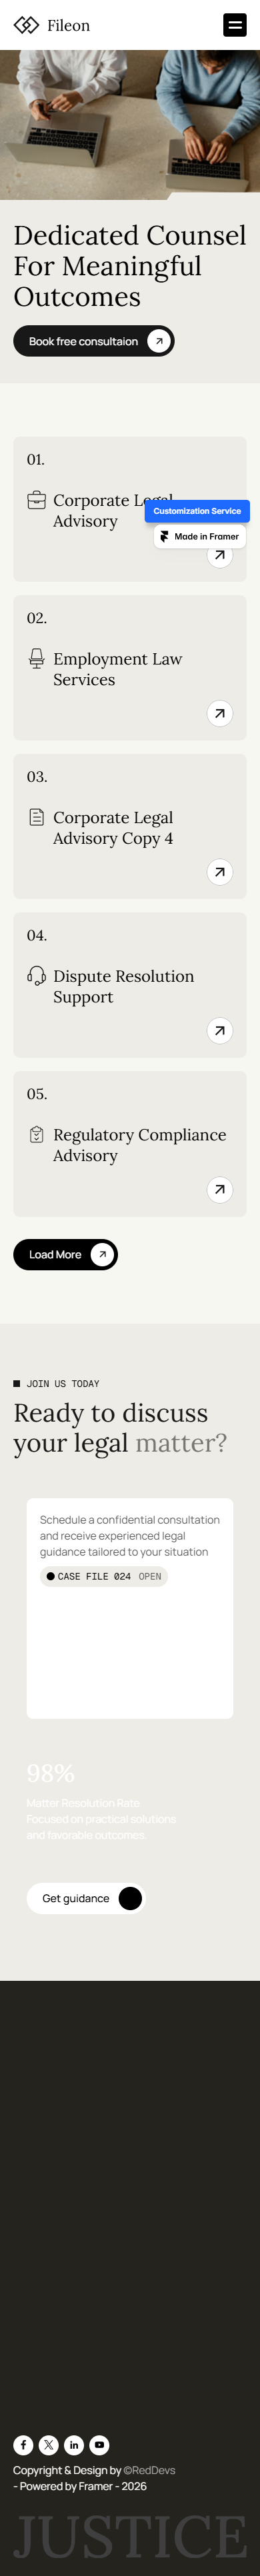 Fileon
Dedicated Counsel
For Meaningful
Outcomes
Book free consultaion
01.
Corporate Legal
Advisory
Customization Service
Made in Framer
02.
Employment Law
Services
03.
Corporate Legal
Advisory Copy 4
04.
Dispute Resolution
Support
05.
Regulatory Compliance
Advisory
Load More
JOIN US TODAY
Ready to discuss
your legal matter?
Schedule a confidential consultation
and receive experienced legal
guidance tailored to your situation
CASE FILE 024 OPEN
98%
Matter Resolution Rate
Focused on practical solutions
and favorable outcomes.
Get guidance
Copyright & Design by ©RedDevs
- Powered by Framer - 2026
JUSTICE